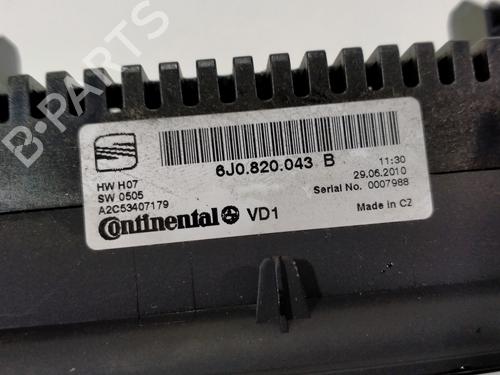 B-PARTS
6J0.820.043 B
11:30
29.06.2010
HW H07
SW 0505
A2C53407179
Serial No. 0007988
Continental VD1
Made in CZ